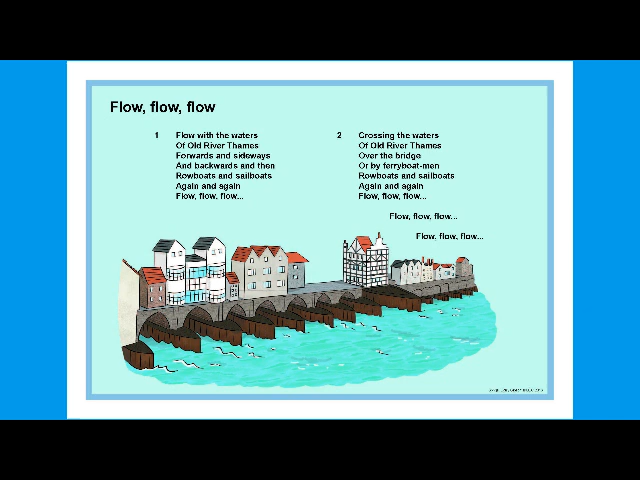 Flow, flow, flow
1 Flow with the waters
Of Old River Thames
Forwards and sideways
And backwards and then
Rowboats and sailboats
Again and again
Flow, flow, flow...
2 Crossing the waters
Of Old River Thames
Over the bridge
Or by ferryboat-men
Rowboats and sailboats
Again and again
Flow, flow, flow...
Flow, flow, flow...
Flow, flow, flow...